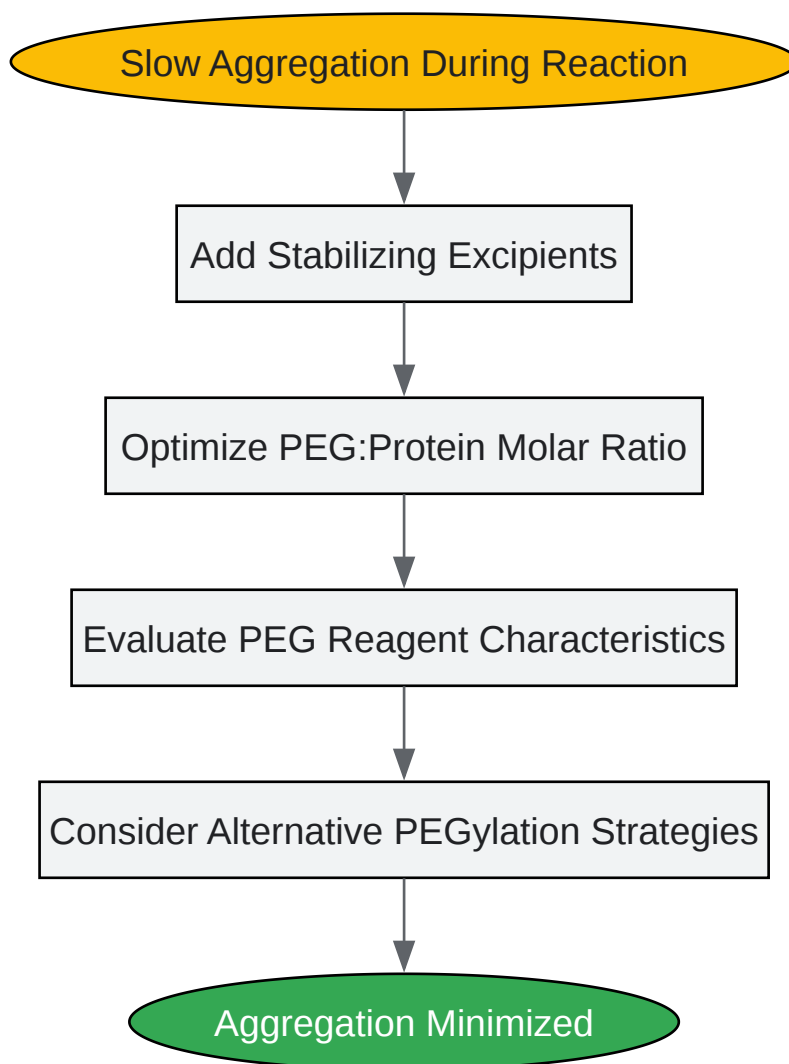 Slow Aggregation During Reaction
Add Stabilizing Excipients
Optimize PEG:Protein Molar Ratio
Evaluate PEG Reagent Characteristics
Consider Alternative PEGylation Strategies
Aggregation Minimized